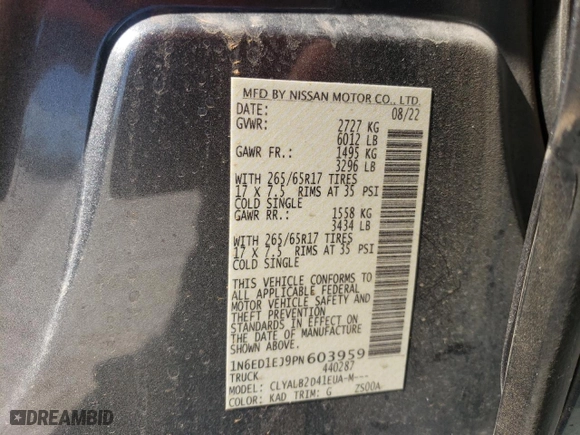 MFD BY NISSAN MOTOR CO., LTD.
DATE: 08/22
GVWR: 2727 KG
6012 LB
GAWR FR.: 1495 KG
3296 LB
WITH 265/65R17 TIRES
17 X 7.5 RIMS AT 35 PSI
COLD SINGLE
GAWR RR.: 1558 KG
3434 LB
WITH 265/65R17 TIRES
17 X 7.5 RIMS AT 35 PSI
COLD SINGLE
THIS VEHICLE CONFORMS TO
ALL APPLICABLE FEDERAL
MOTOR VEHICLE SAFETY AND
THEFT PREVENTION
STANDARDS IN EFFECT ON
THE DATE OF MANUFACTURE
SHOWN ABOVE.
1N6ED1EJ9PN603959
TRUCK 440287
MODEL: CLYALB2D41EUA-M---
COLOR: KAD TRIM: G ZS00A
DREAMBID